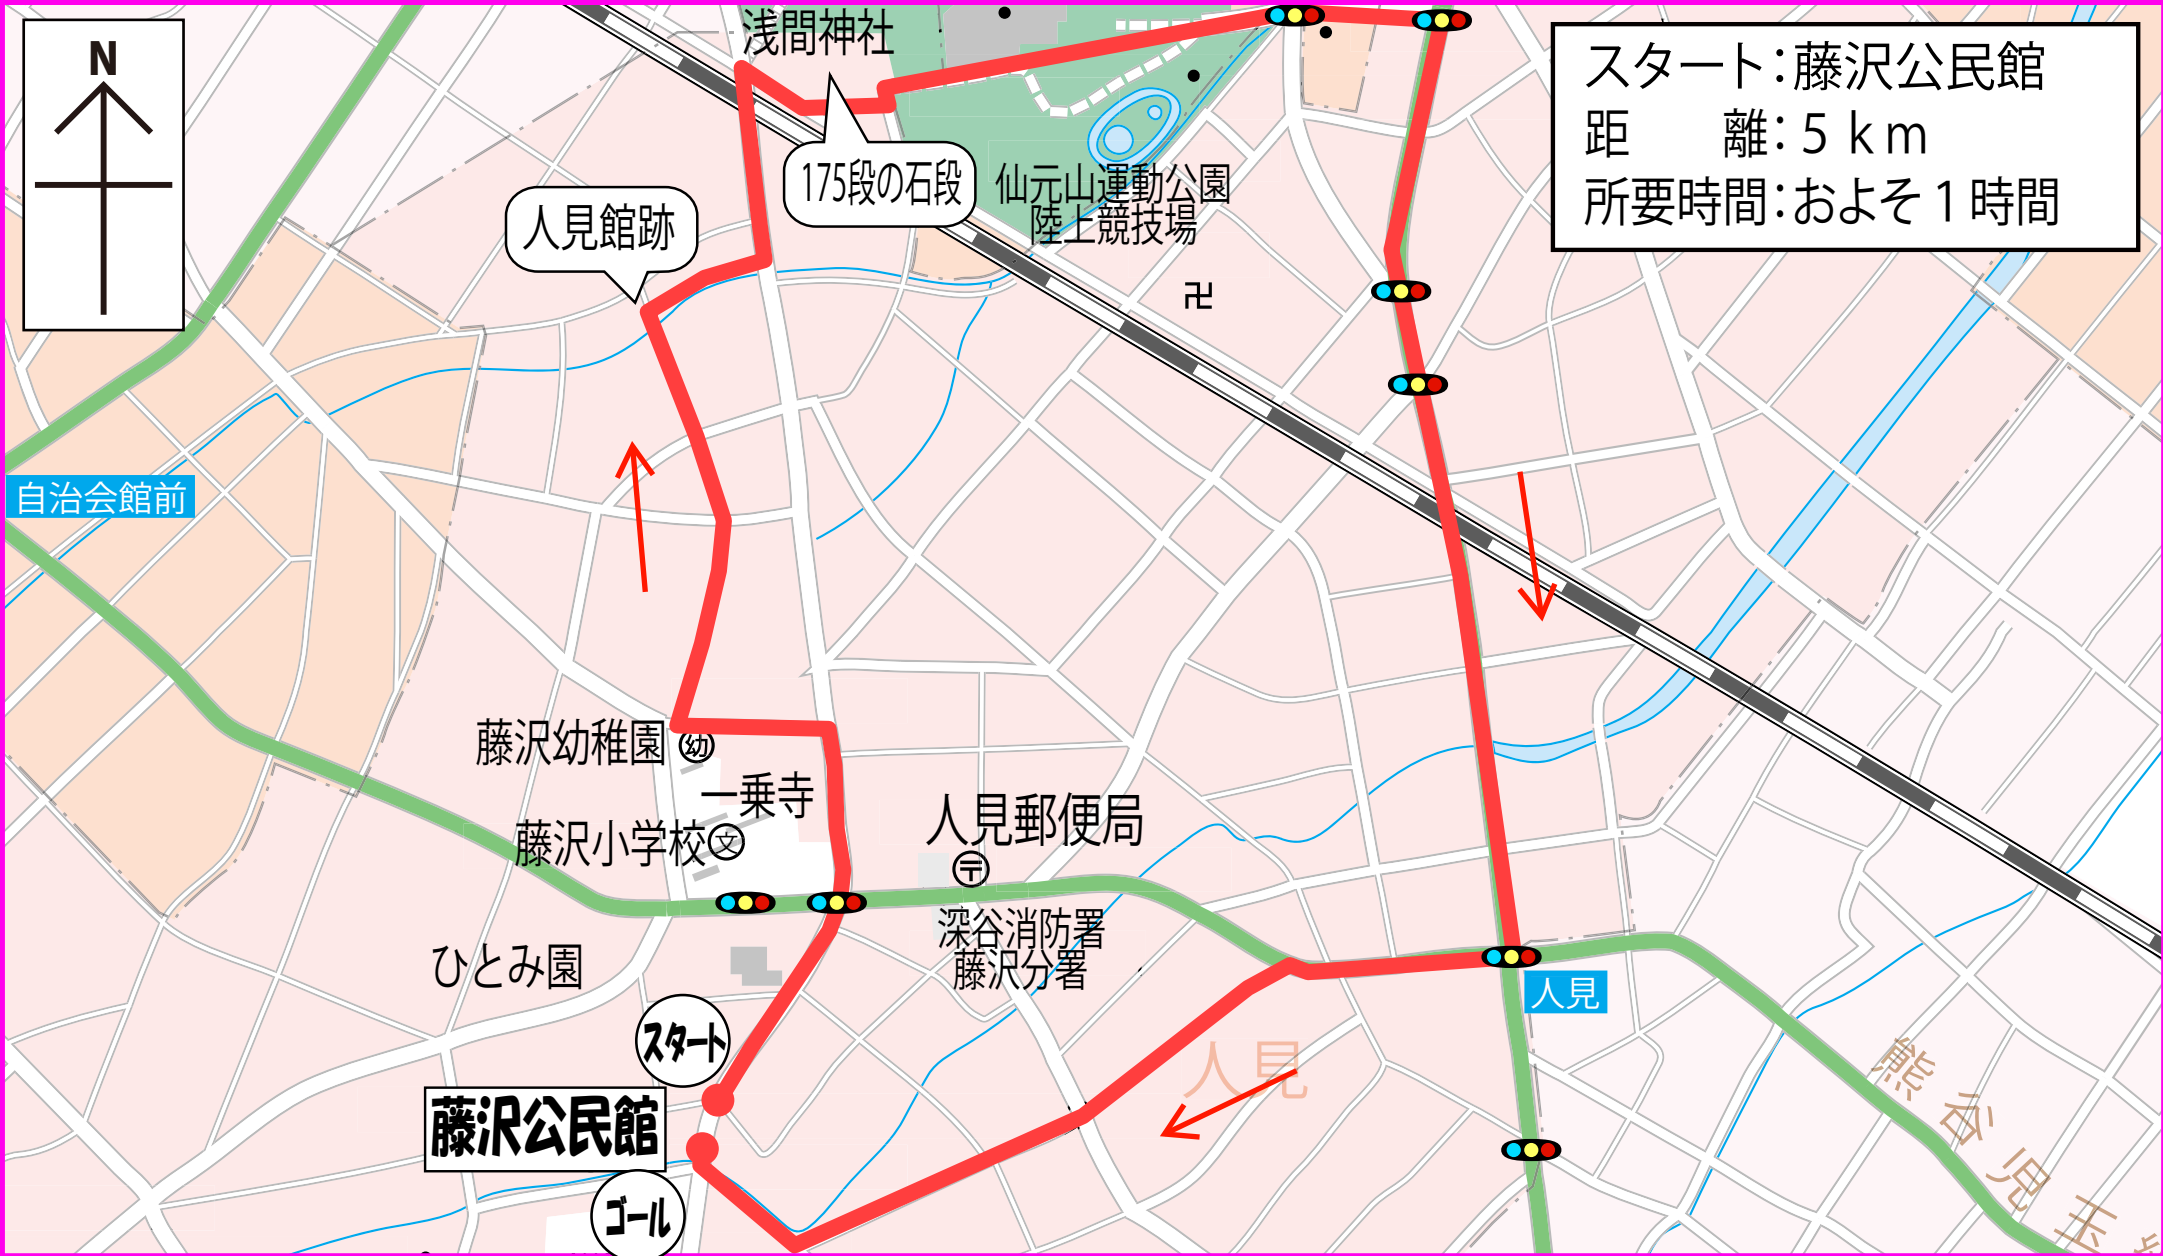 N
浅間神社
スタート:藤沢公民館
距　　離:５ｋｍ
所要時間:およそ１時間
175段の石段
仙元山運動公園
陸上競技場
人見館跡
卍
自治会館前
藤沢幼稚園
幼
一乗寺
藤沢小学校
文
人見郵便局
〒
深谷消防署
藤沢分署
ひとみ園
人見
人見
スタート
藤沢公民館
ゴール
熊谷児玉